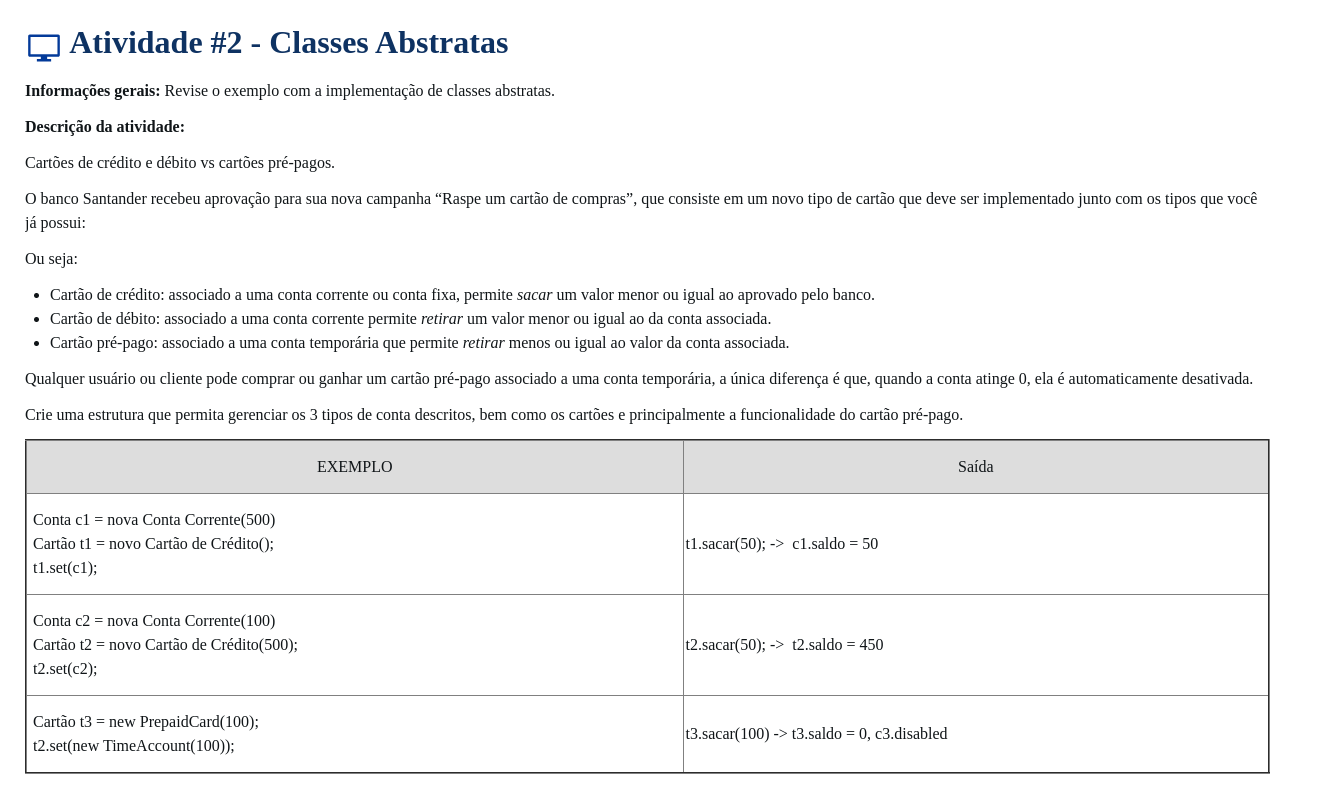 Atividade #2 - Classes Abstratas
Informações gerais: Revise o exemplo com a implementação de classes abstratas.
Descrição da atividade:
Cartões de crédito e débito vs cartões pré-pagos.
O banco Santander recebeu aprovação para sua nova campanha “Raspe um cartão de compras”, que consiste em um novo tipo de cartão que deve ser implementado junto com os tipos que você
já possui:
Ou seja:
• Cartão de crédito: associado a uma conta corrente ou conta fixa, permite sacar um valor menor ou igual ao aprovado pelo banco.
• Cartão de débito: associado a uma conta corrente permite retirar um valor menor ou igual ao da conta associada.
• Cartão pré-pago: associado a uma conta temporária que permite retirar menos ou igual ao valor da conta associada.
Qualquer usuário ou cliente pode comprar ou ganhar um cartão pré-pago associado a uma conta temporária, a única diferença é que, quando a conta atinge 0, ela é automaticamente desativada.
Crie uma estrutura que permita gerenciar os 3 tipos de conta descritos, bem como os cartões e principalmente a funcionalidade do cartão pré-pago.
EXEMPLO
Saída
Conta c1 = nova Conta Corrente(500)
Cartão t1 = novo Cartão de Crédito();
t1.set(c1);
t1.sacar(50); -> c1.saldo = 50
Conta c2 = nova Conta Corrente(100)
Cartão t2 = novo Cartão de Crédito(500);
t2.set(c2);
t2.sacar(50); -> t2.saldo = 450
Cartão t3 = new PrepaidCard(100);
t2.set(new TimeAccount(100));
t3.sacar(100) -> t3.saldo = 0, c3.disabled